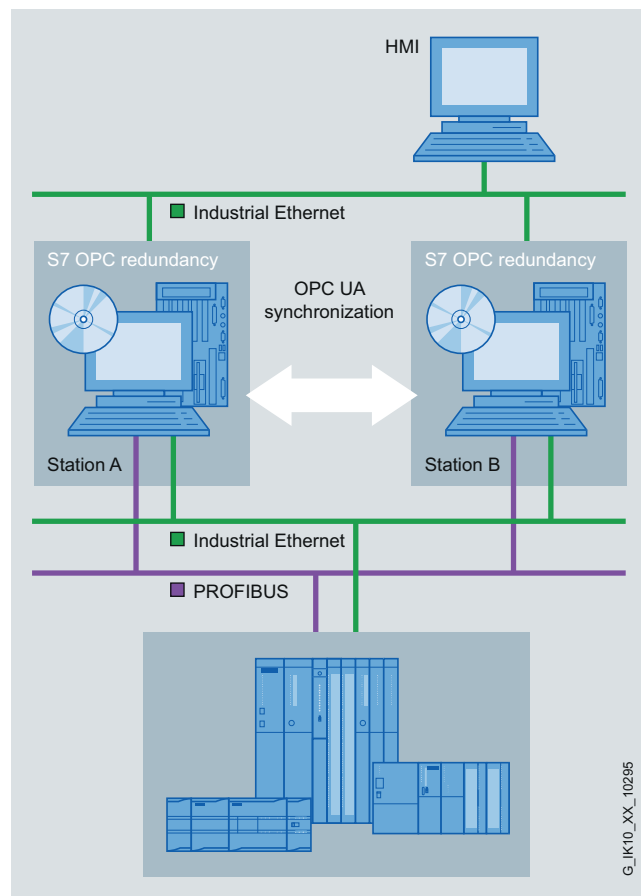 HMI
Industrial Ethernet
S7 OPC redundancy
S7 OPC redundancy
OPC UA
synchronization
Station A
Station B
Industrial Ethernet
PROFIBUS
G_IK10_XX_10295